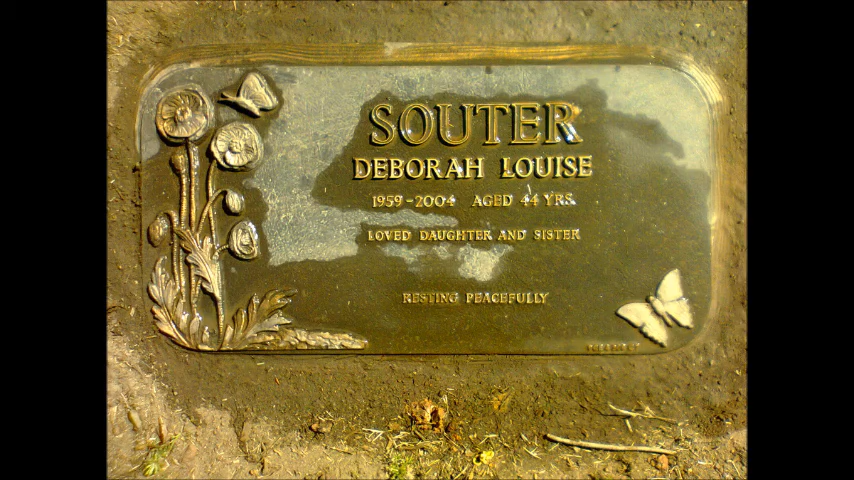 SOUTER
DEBORAH LOUISE
1959 - 2004 AGED 44 YRS.
LOVED DAUGHTER AND SISTER
RESTING PEACEFULLY